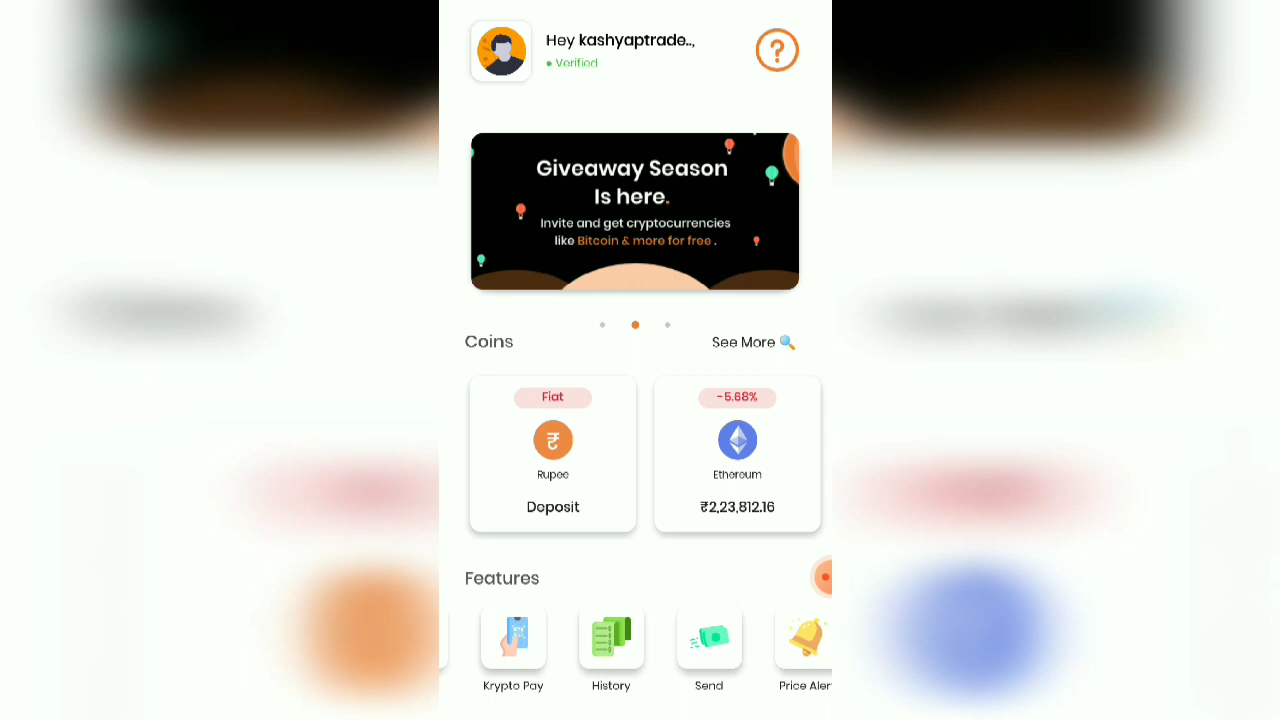 Hey kashyaptrade..,
Verified
Giveaway Season
Is here.
Invite and get cryptocurrencies
like Bitcoin & more for free .
Coins
See More
Fiat
-5.68%
Rupee
Ethereum
Deposit
₹2,23,812.16
Features
Krypto Pay
History
Send
Price Aler